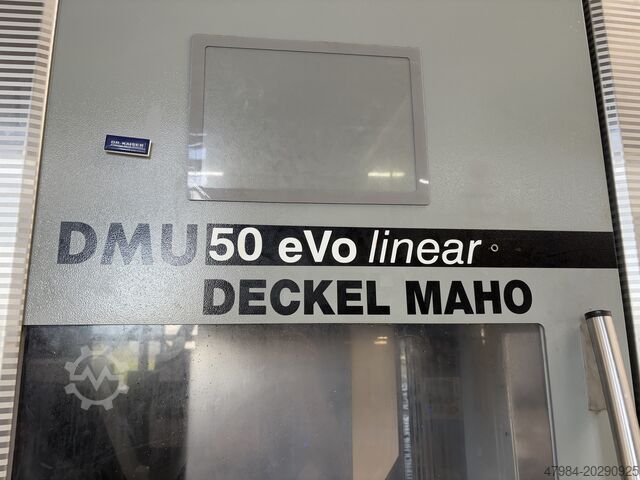 DR. KAISER
DMU 50 eVo linear
DECKEL MAHO
47984-20290925